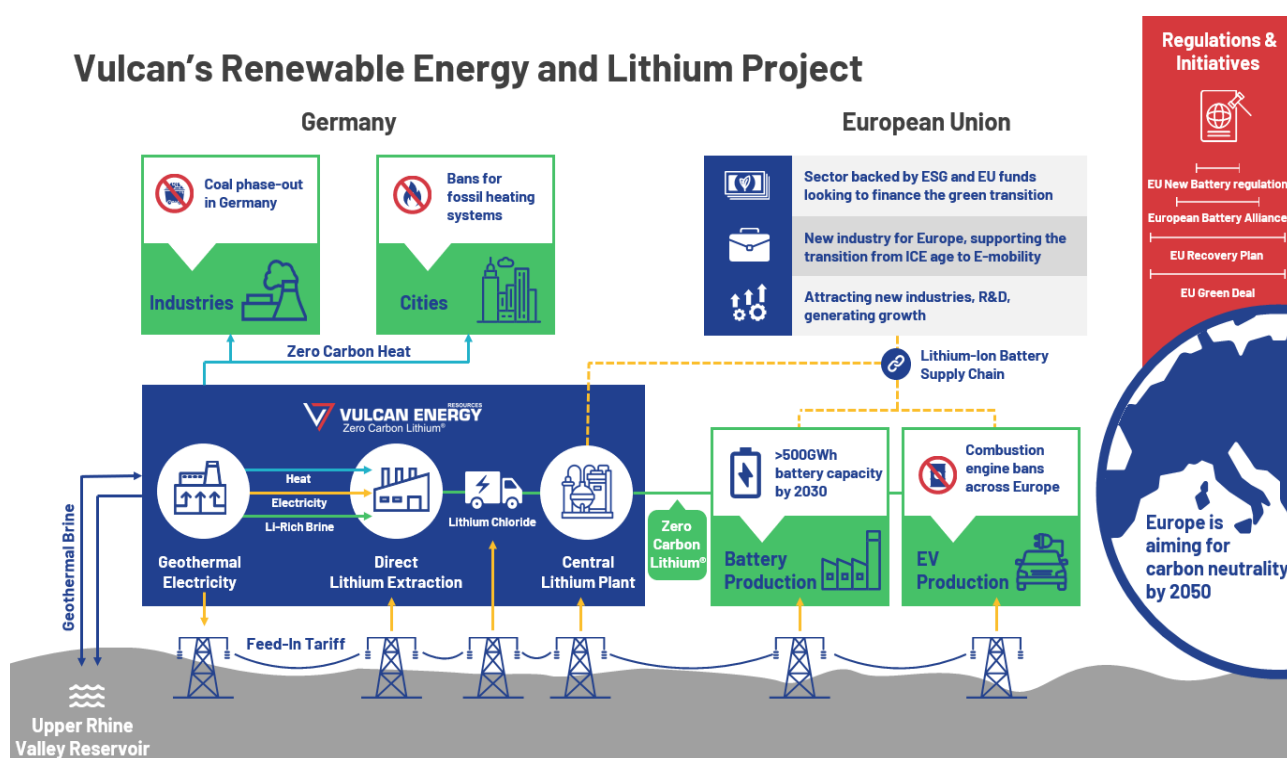 Vulcan's Renewable Energy and Lithium Project
Germany
European Union
Coal phase-out
in Germany
Industries
Bans for
fossil heating
systems
Cities
Zero Carbon Heat
Sector backed by ESG and EU funds
looking to finance the green transition
New industry for Europe, supporting the
transition from ICE age to E-mobility
Attracting new industries, R&D,
generating growth
Lithium-Ion Battery
Supply Chain
Regulations &
Initiatives
EU New Battery regulation
European Battery Alliance
EU Recovery Plan
EU Green Deal
Europe is
aiming for
carbon neutrality
by 2050
VULCAN ENERGY
RESOURCES
Zero Carbon Lithium®
Heat
Electricity
Li-Rich Brine
Lithium Chloride
Geothermal
Electricity
Direct
Lithium Extraction
Central
Lithium Plant
Zero
Carbon
Lithium®
>500GWh
battery capacity
by 2030
Battery
Production
Combustion
engine bans
across Europe
EV
Production
Geothermal Brine
Feed-In Tariff
Upper Rhine
Valley Reservoir